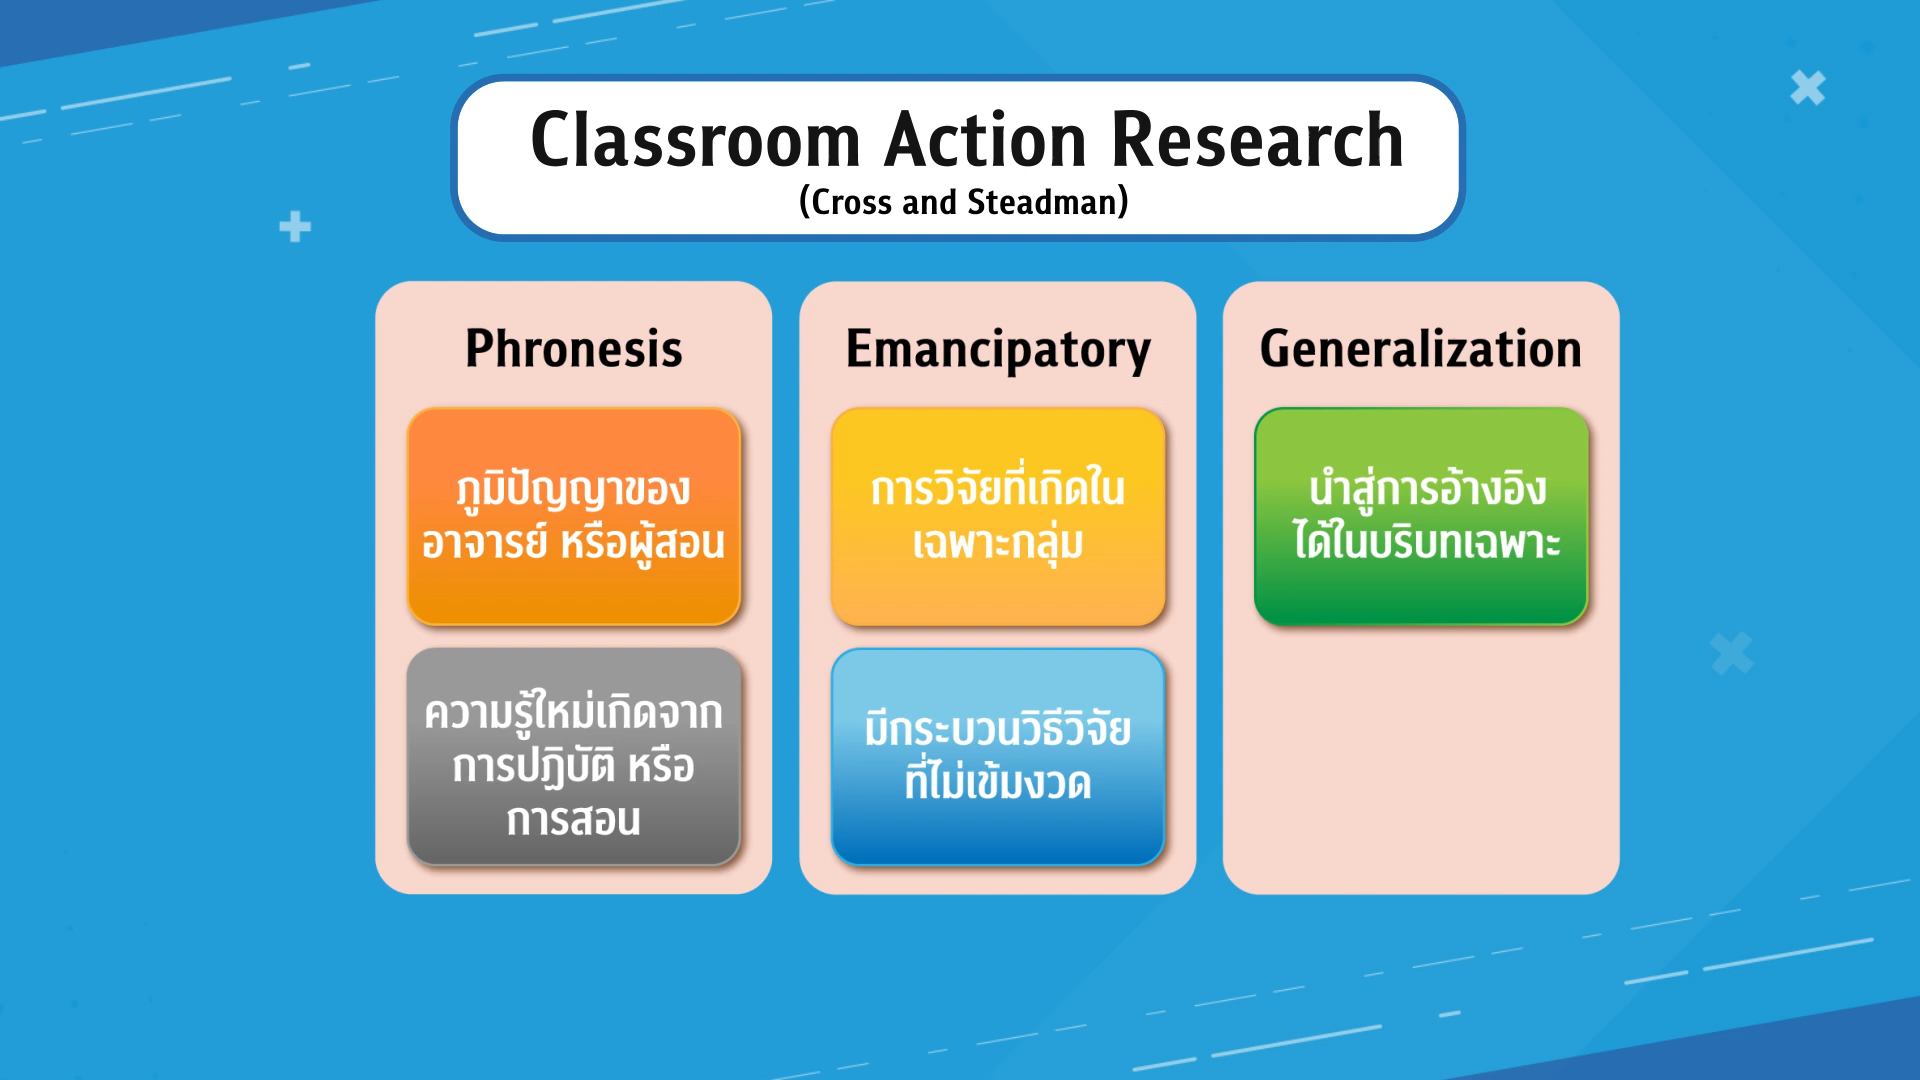 Classroom Action Research
(Cross and Steadman)
Phronesis
ภูมิปัญญาของ
อาจารย์ หรือผู้สอน
ความรู้ใหม่เกิดจาก
การปฏิบัติ หรือ
การสอน
Emancipatory
การวิจัยที่เกิดใน
เฉพาะกลุ่ม
มีกระบวนวิธีวิจัย
ที่ไม่เข้มงวด
Generalization
นำสู่การอ้างอิง
ได้ในบริบทเฉพาะ